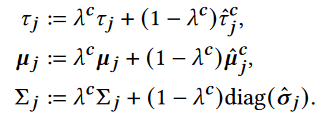 τ_j := λ^c τ_j + (1 − λ^c) τ̂_j^c,
μ_j := λ^c μ_j + (1 − λ^c) μ̂_j^c,
Σ_j := λ^c Σ_j + (1 − λ^c)diag(σ̂_j).